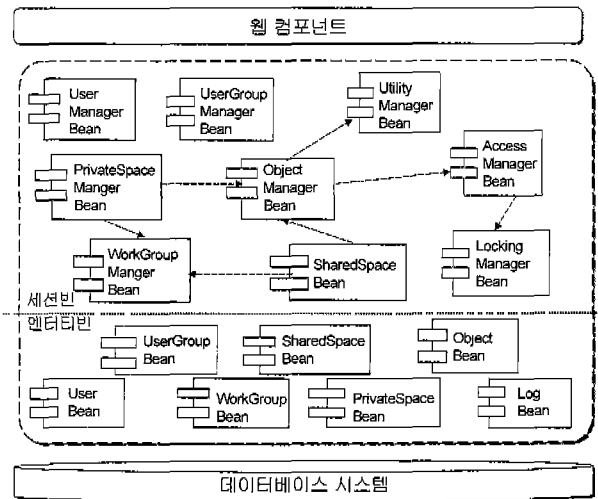 웹 컴포넌트
User
Manager
Bean
UserGroup
Manager
Bean
Utility
Manager
Bean
PrivateSpace
Manger
Bean
Object
Manager
Bean
Access
Manager
Bean
WorkGroup
Manger
Bean
SharedSpace
Bean
Locking
Manager
Bean
세션빈
엔터티빈
UserGroup
Bean
SharedSpace
Bean
Object
Bean
User
Bean
WorkGroup
Bean
PrivateSpace
Bean
Log
Bean
데이터베이스 시스템